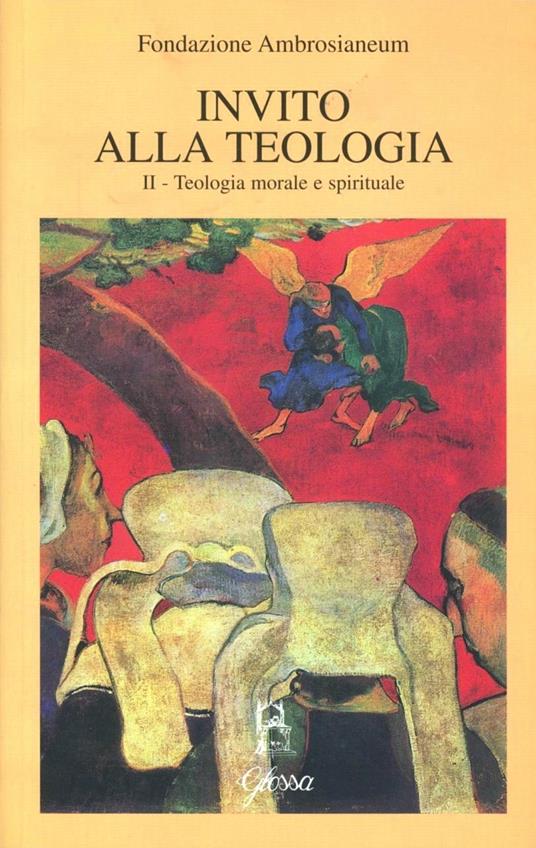 Fondazione Ambrosianeum
INVITO
ALLA TEOLOGIA
II - Teologia morale e spirituale
Glossa